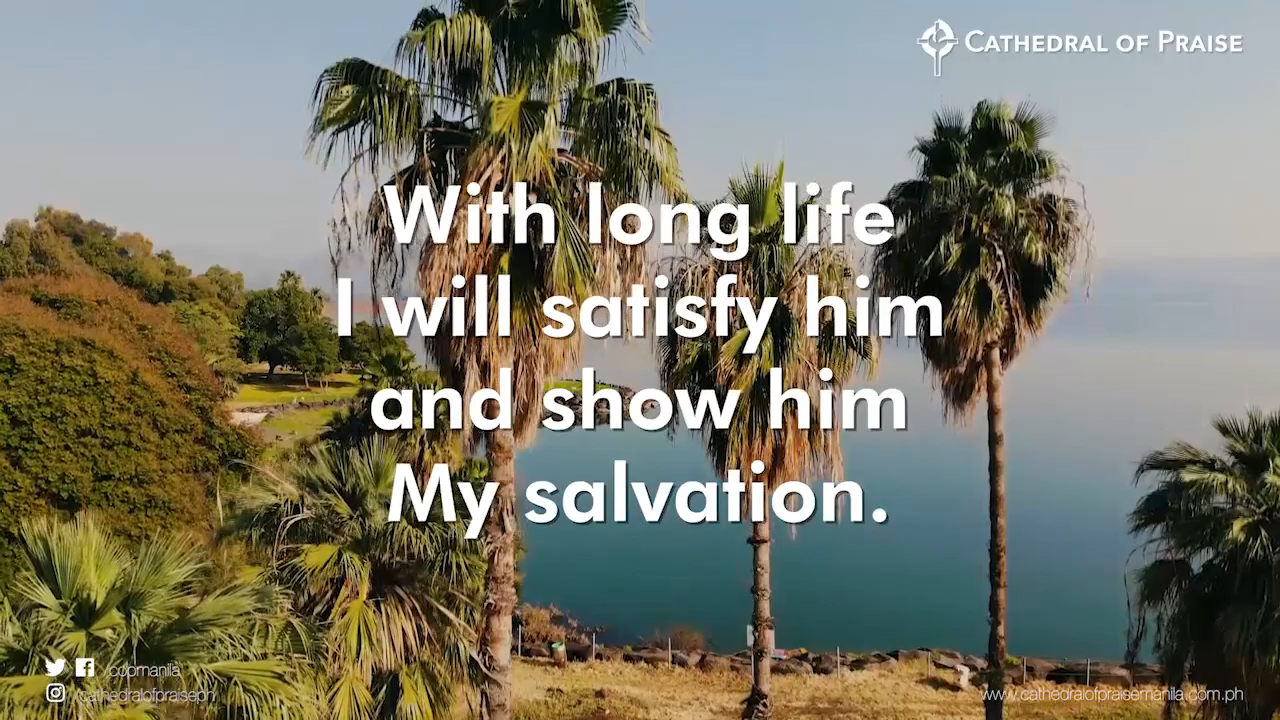 CATHEDRAL OF PRAISE
With long life
I will satisfy him
and show him
My salvation.
copmanila
cathedralofpraiseph
www.cathedralofpraisemanila.com.ph